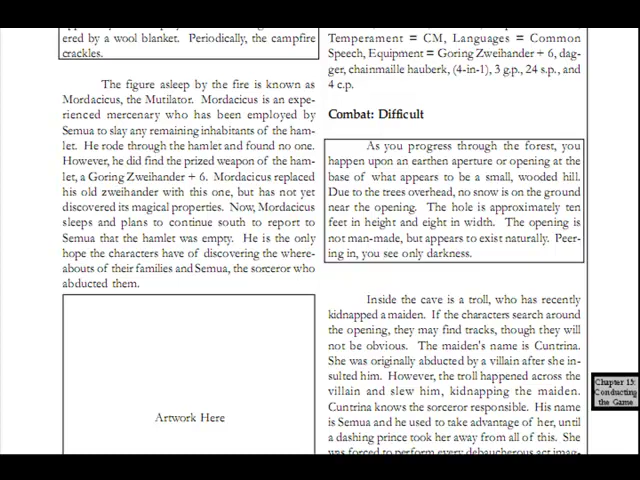 ered by a wool blanket. Periodically, the campfire
crackles.
The figure asleep by the fire is known as
Mordacicus, the Mutilator. Mordacicus is an expe-
rienced mercenary who has been employed by
Semua to slay any remaining inhabitants of the ham-
let. He rode through the hamlet and found no one.
However, he did find the prized weapon of the ham-
let, a Goring Zweihander + 6. Mordacicus replaced
his old zweihander with this one, but has not yet
discovered its magical properties. Now, Mordacicus
sleeps and plans to continue south to report to
Semua that the hamlet was empty. He is the only
hope the characters have of discovering the where-
abouts of their families and Semua, the sorceror who
abducted them.
Artwork Here
Temperament = CM, Languages = Common
Speech, Equipment = Goring Zweihander + 6, dag-
ger, chainmaille hauberk, (4-in-1), 3 g.p., 24 s.p., and
4 c.p.
Combat: Difficult
As you progress through the forest, you
happen upon an earthen aperture or opening at the
base of what appears to be a small, wooded hill.
Due to the trees overhead, no snow is on the ground
near the opening. The hole is approximately ten
feet in height and eight in width. The opening is
not man-made, but appears to exist naturally. Peer-
ing in, you see only darkness.
Inside the cave is a troll, who has recently
kidnapped a maiden. If the characters search around
the opening, they may find tracks, though they will
not be obvious. The maiden's name is Cuntrina.
She was originally abducted by a villain after she in-
sulted him. However, the troll happened across the
villain and slew him, kidnapping the maiden.
Cuntrina knows the sorceror responsible. His name
is Semua and he used to take advantage of her, until
a dashing prince took her away from all of this. She
was forced to perform every debaucherous act imag-
Chapter 15:
Conducting
the Game